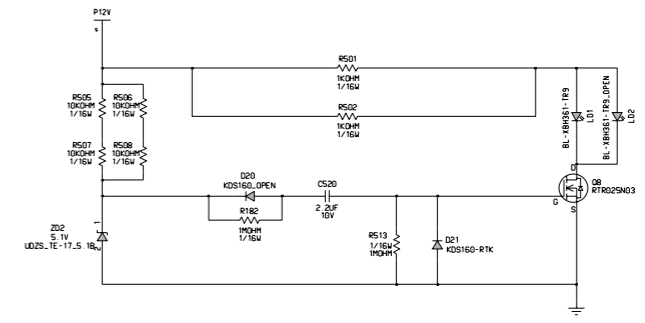 P12V
s
R501
1KOHM
1/16W
R502
1KOHM
1/16W
R505
10KOHM
1/16W
R506
10KOHM
1/16W
R507
10KOHM
1/16W
R508
10KOHM
1/16W
BL-XBH361-TR9
LD1
BL-XBH361-TR9_OPEN
LD2
D
Q8
RTR025N03
G
S
D20
KDS160_OPEN
R182
1MOHM
1/16W
C520
2.2UF
10V
ZD2
5.1V
UDZS_TE-17_5.1B
1
2
R513
1/16W
1MOHM
D21
KDS160-RTK